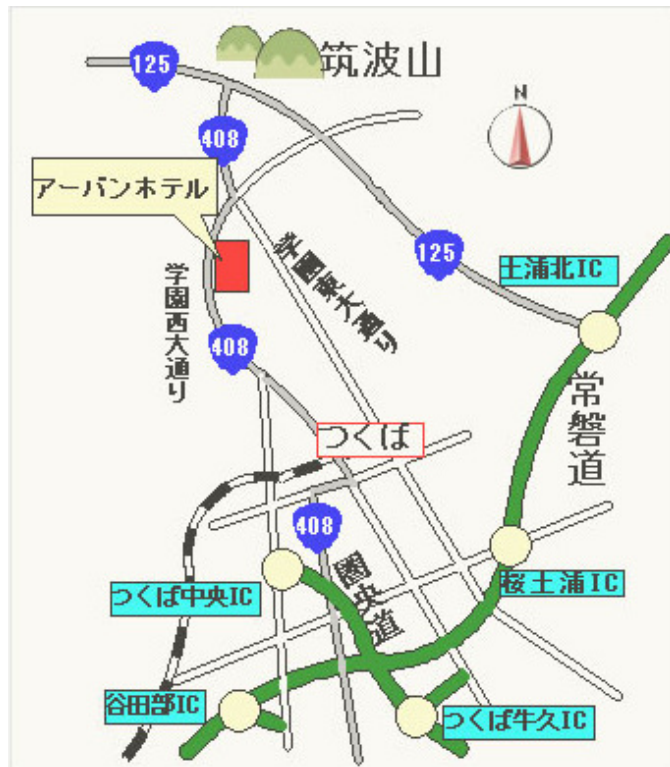 125
筑波山
N
408
アーバンホテル
125
土浦北IC
学園東大通り
学園西大通り
408
常磐道
つくば
408
圏央道
つくば中央IC
桜土浦IC
谷田部IC
つくば牛久IC